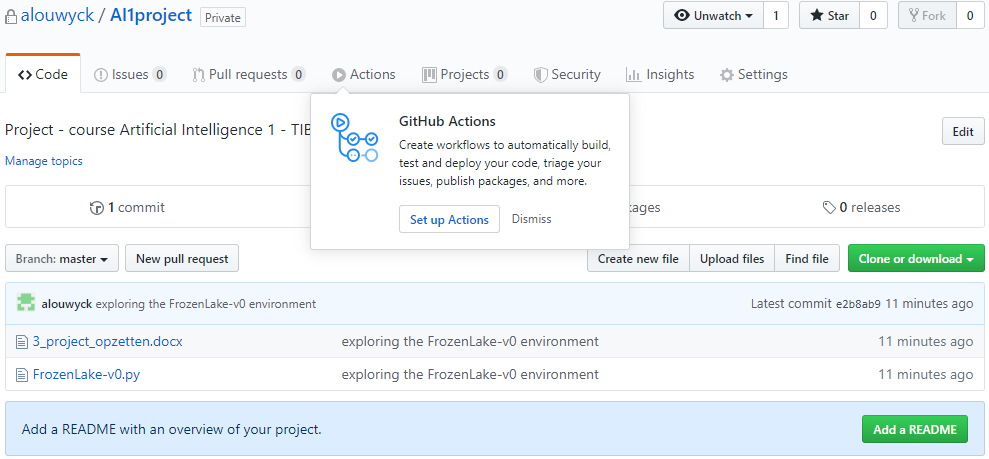 alouwyck / AI1project Private
Unwatch 1 Star 0 Fork 0
Code Issues 0 Pull requests 0 Actions Projects 0 Security Insights Settings
GitHub Actions
Create workflows to automatically build,
test and deploy your code, triage your
issues, publish packages, and more.
Set up Actions Dismiss
Project - course Artificial Intelligence 1 -
Edit
Manage topics
1 commit
0 releases
Branch: master New pull request
Create new file Upload files Find file Clone or download
alouwyck exploring the FrozenLake-v0 environment Latest commit e2b8ab9 11 minutes ago
3_project_opzetten.docx exploring the FrozenLake-v0 environment 11 minutes ago
FrozenLake-v0.py exploring the FrozenLake-v0 environment 11 minutes ago
Add a README with an overview of your project.
Add a README